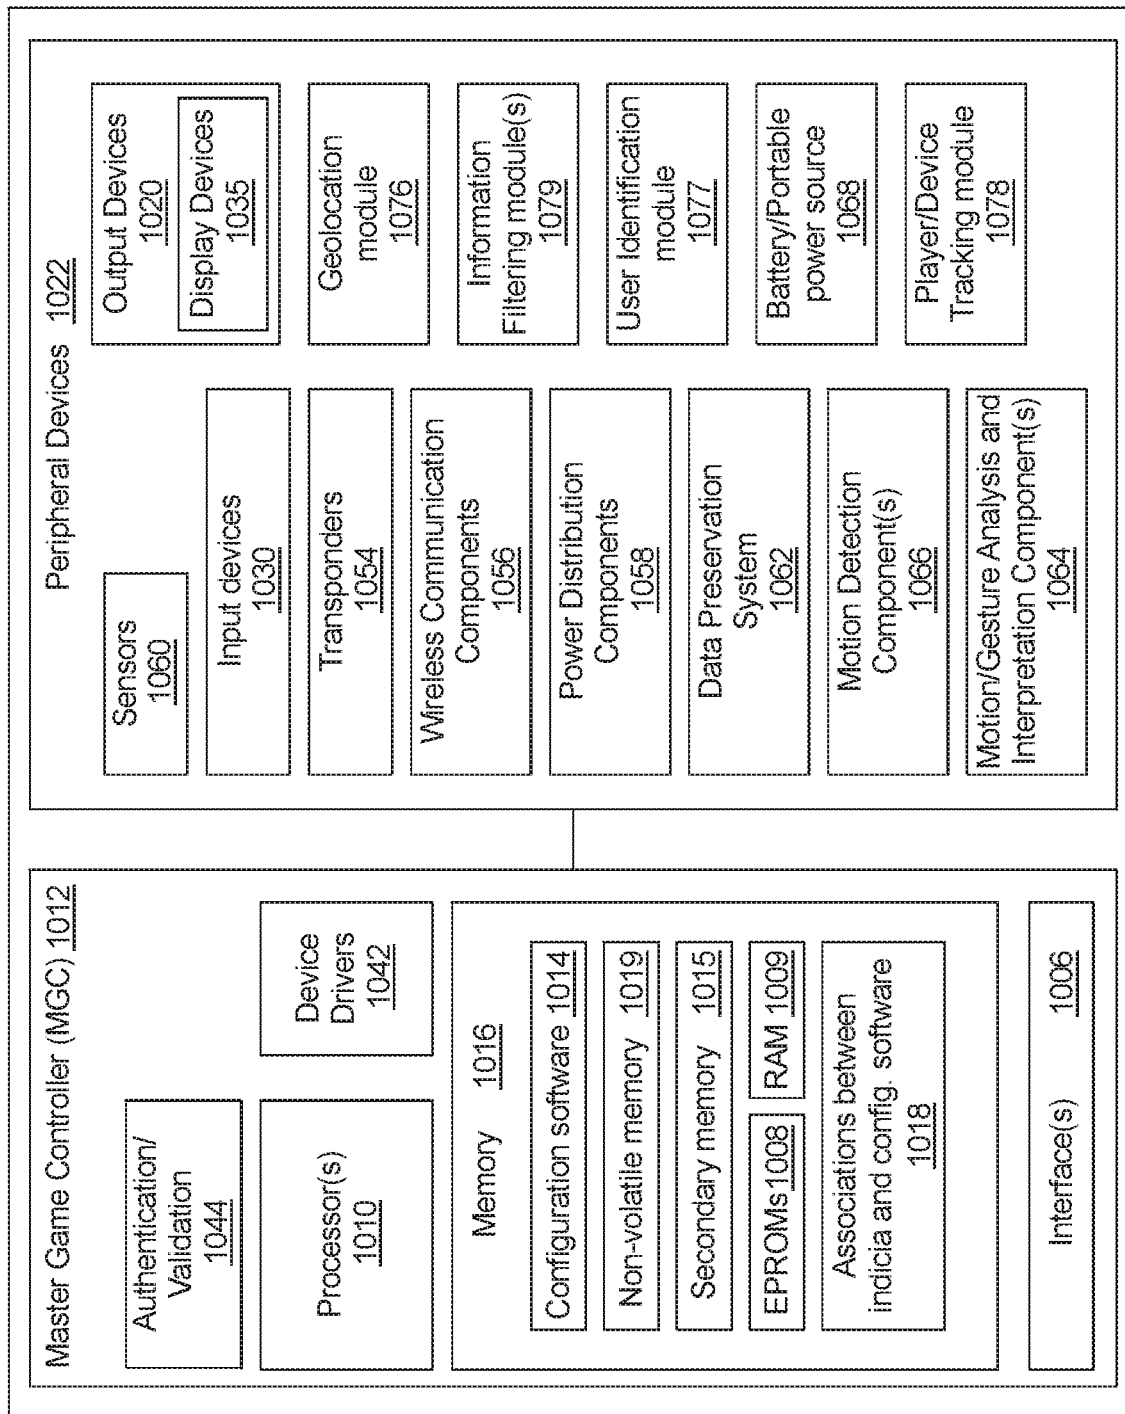 Master Game Controller (MGC) 1012
Authentication/
Validation
1044
Processor(s)
1010
Device
Drivers
1042
Memory 1016
Configuration software 1014
Non-volatile memory 1019
Secondary memory 1015
EPROMs1008
RAM 1009
Associations between
indicia and config. software
1018
Interface(s) 1006
Peripheral Devices 1022
Sensors
1060
Input devices
1030
Transponders
1054
Wireless Communication
Components
1056
Power Distribution
Components
1058
Data Preservation
System
1062
Motion Detection
Component(s)
1066
Motion/Gesture Analysis and
Interpretation Component(s)
1064
Output Devices
1020
Display Devices
1035
Geolocation
module
1076
Information
Filtering module(s)
1079
User Identification
module
1077
Battery/Portable
power source
1068
Player/Device
Tracking module
1078